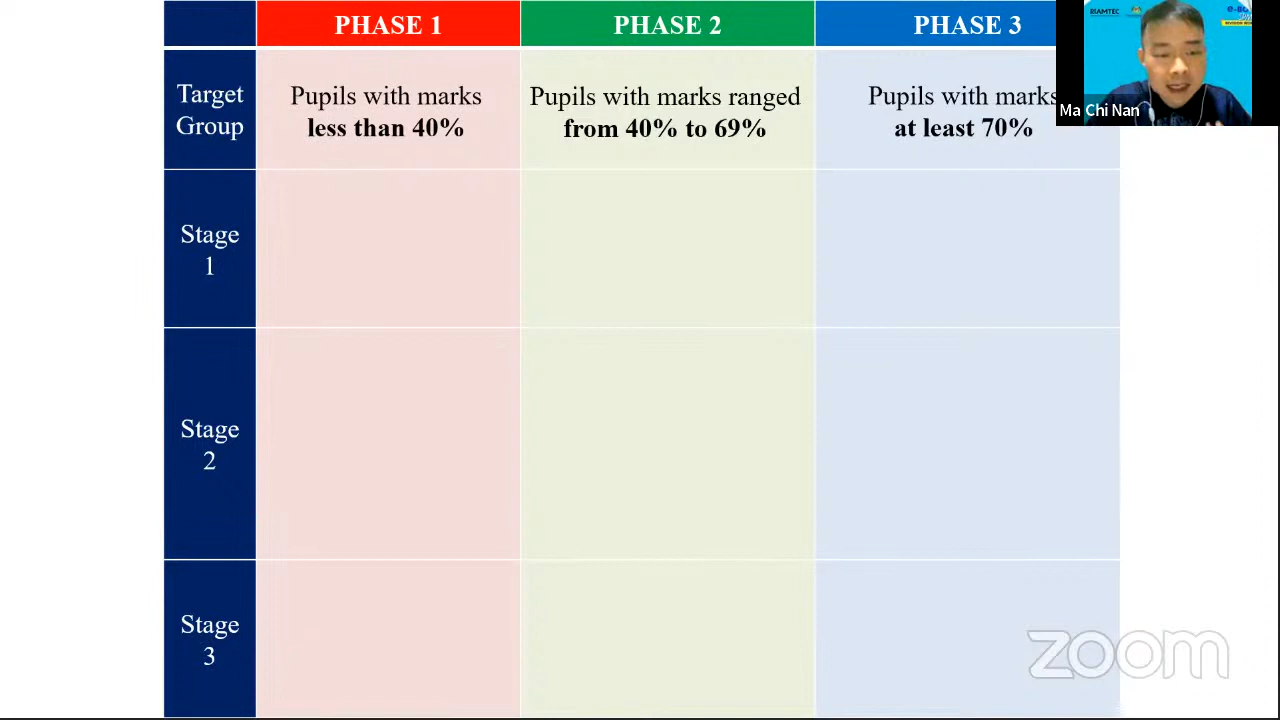 PHASE 1
PHASE 2
PHASE 3
Target
Group
Pupils with marks
less than 40%
Pupils with marks ranged
from 40% to 69%
Pupils with marks
at least 70%
Stage
1
Stage
2
Stage
3
Ma Chi Nan
zoom